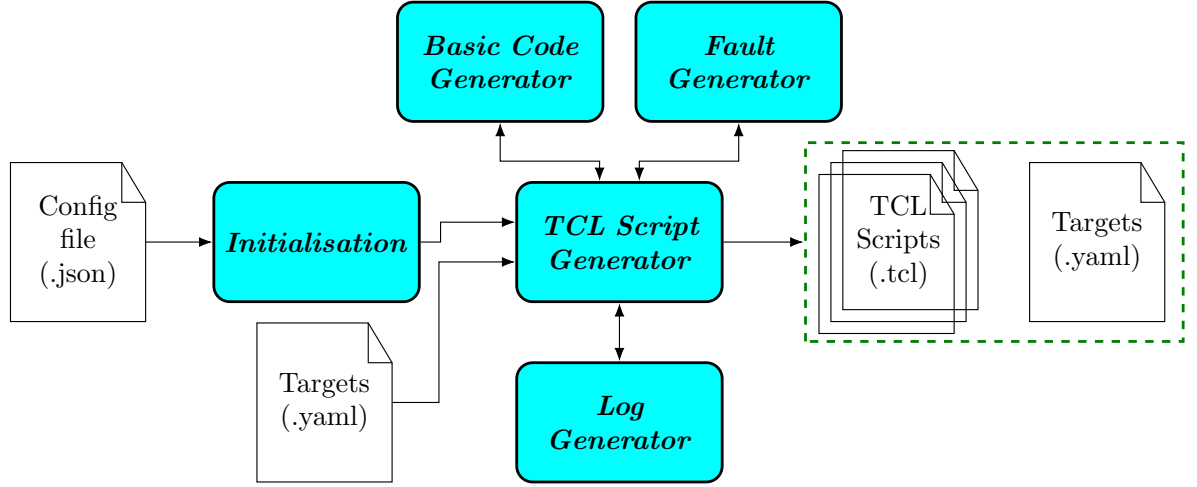 Basic Code
Generator
Fault
Generator
Config
file
(.json)
Initialisation
TCL Script
Generator
TCL
Scripts
(.tcl)
Targets
(.yaml)
Targets
(.yaml)
Log
Generator